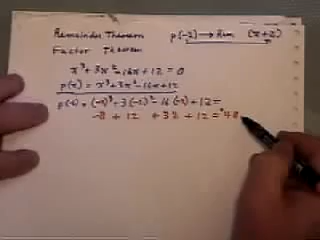 Remainder Theorem p(-2) → Rem (x+2)
Factor Theorem
x³ + 3x² - 16x + 12 = 0
p(x) = x³ + 3x² - 16x + 12
p(-2) = (-2)³ + 3(-2)² - 16(-2) + 12 =
-8 + 12 + 32 + 12 = 48